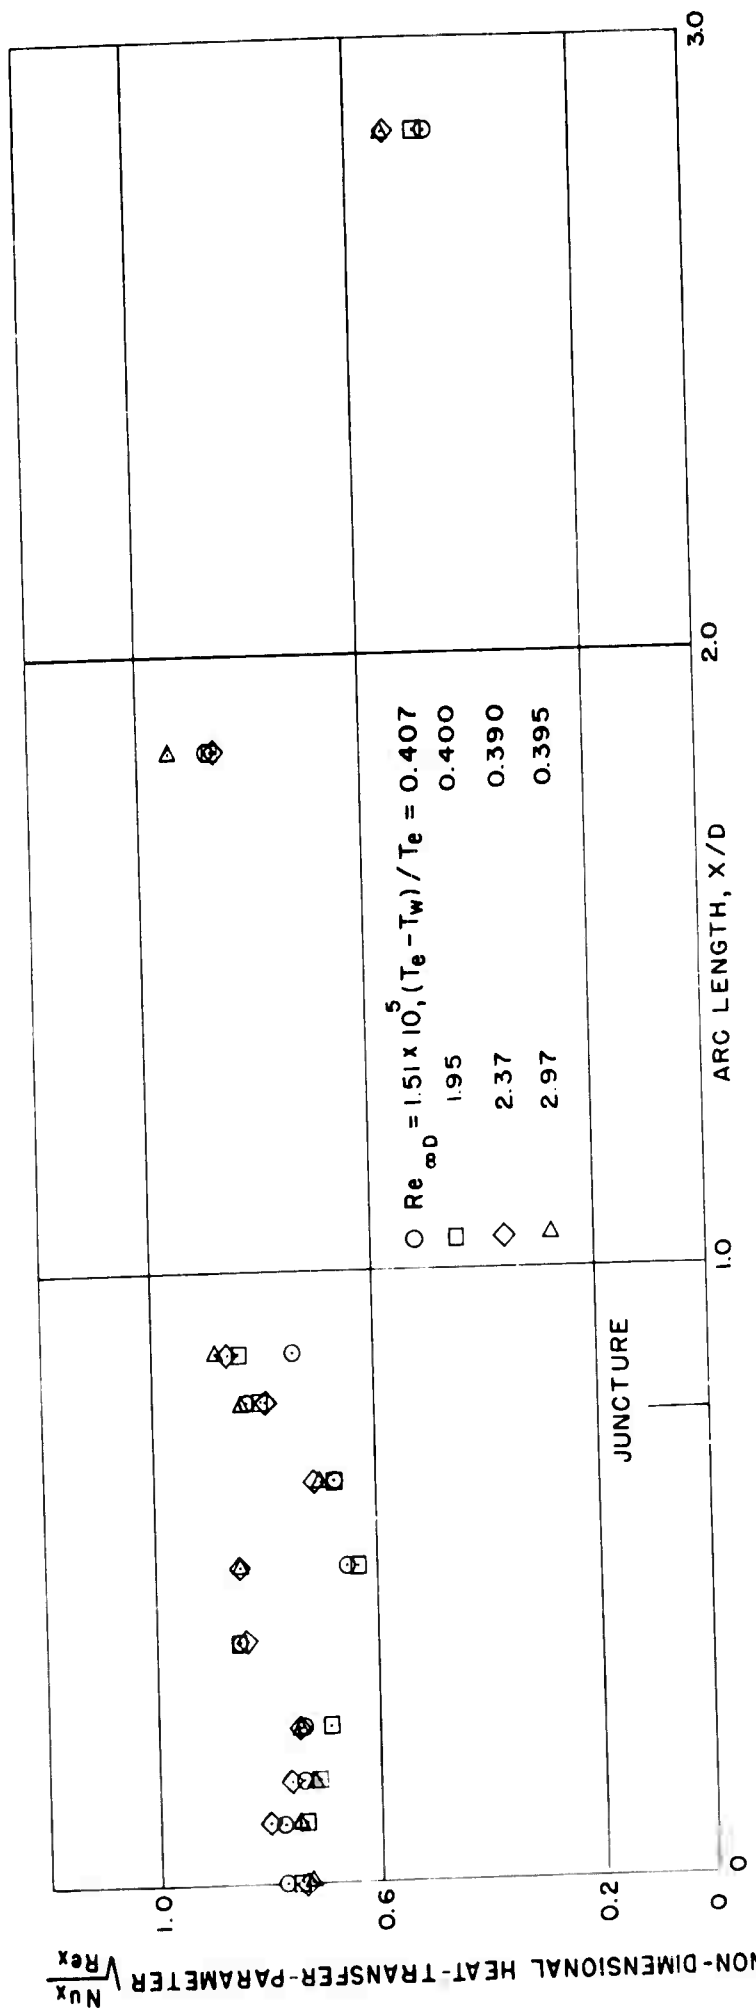 NON-DIMENSIONAL HEAT-TRANSFER-PARAMETER Nux / √Rex
1.0
0.6
0.2
0
0
1.0
2.0
3.0
JUNCTURE
○ Re∞D = 1.51 x 10⁵, (Te - Tw) / Te = 0.407
□ 1.95 0.400
◇ 2.37 0.390
△ 2.97 0.395
ARC LENGTH, X/D